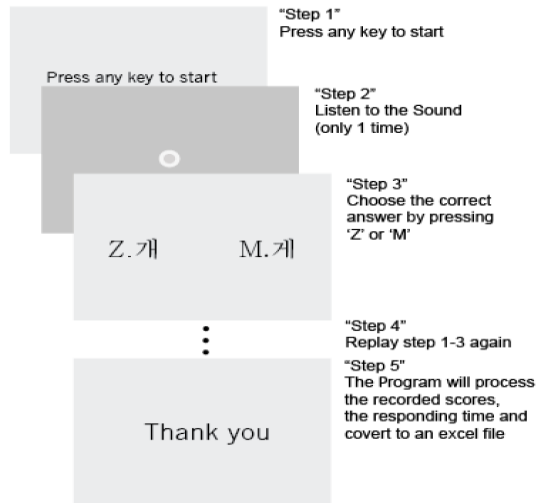 “Step 1”
Press any key to start
Press any key to start
“Step 2”
Listen to the Sound
(only 1 time)
“Step 3”
Choose the correct
answer by pressing
‘Z’ or ‘M’
Z.개
M.게
“Step 4”
Replay step 1-3 again
“Step 5”
The Program will process
the recorded scores,
the responding time and
covert to an excel file
Thank you